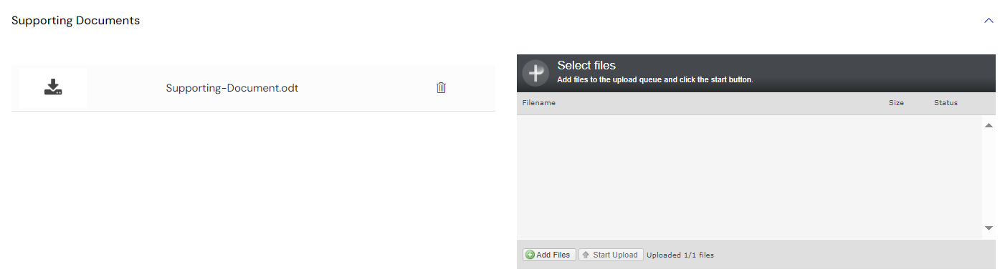 Supporting Documents
Supporting-Document.odt
Select files
Add files to the upload queue and click the start button.
Filename Size Status
Add Files Start Upload Uploaded 1/1 files